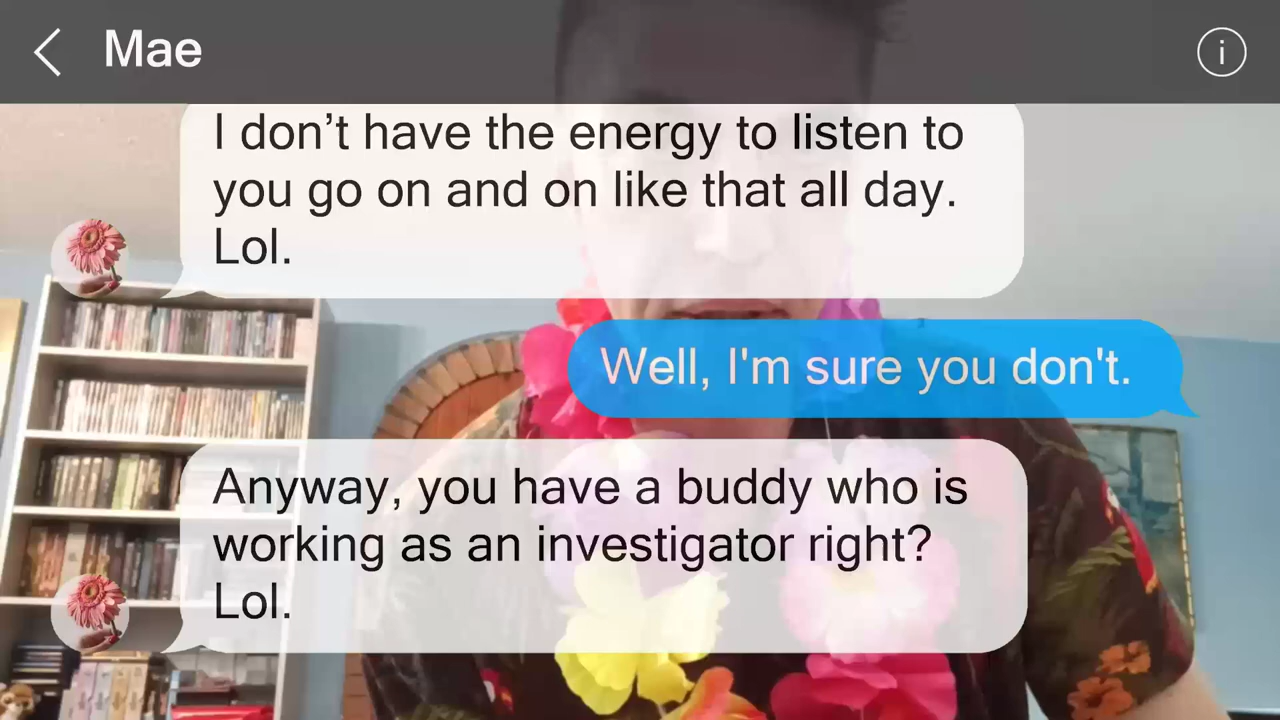 Mae
i
I don’t have the energy to listen to
you go on and on like that all day.
Lol.
Well, I'm sure you don't.
Anyway, you have a buddy who is
working as an investigator right?
Lol.